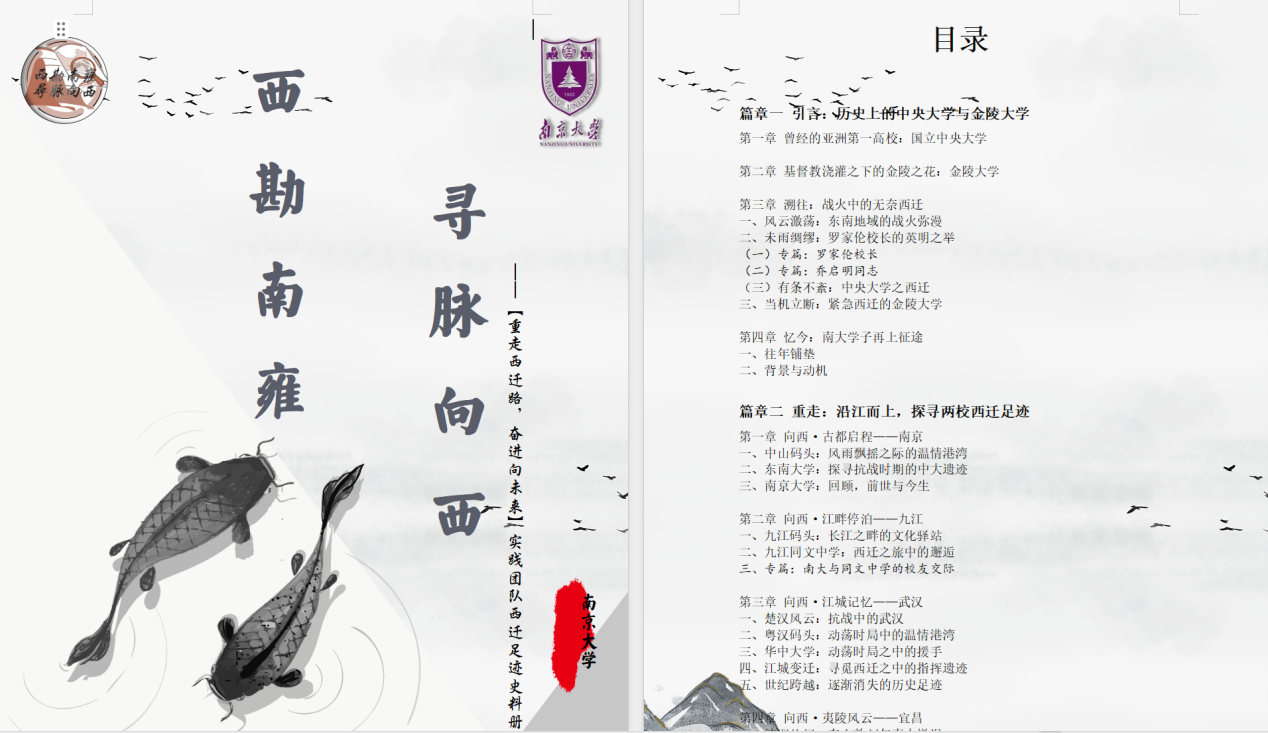 西勘南雍
寻脉向西
西勘南雍
寻脉向西
——【重走西迁路，奋进向未来】实践团队西迁足迹史料册
NANJING UNIVERSITY
1902
南京大学
NANJING UNIVERSITY
南京大学
目录
篇章一 引言：历史上的中央大学与金陵大学
第一章 曾经的亚洲第一高校：国立中央大学
第二章 基督教浇灌之下的金陵之花：金陵大学
第三章 溯往：战火中的无奈西迁
一、风云激荡：东南地域的战火弥漫
二、未雨绸缪：罗家伦校长的英明之举
（一）专篇：罗家伦校长
（二）专篇：乔启明同志
（三）有条不紊：中央大学之西迁
三、当机立断：紧急西迁的金陵大学
第四章 忆今：南大学子再上征途
一、往年铺垫
二、背景与动机
篇章二 重走：沿江而上，探寻两校西迁足迹
第一章 向西·古都启程——南京
一、中山码头：风雨飘摇之际的温情港湾
二、东南大学：探寻抗战时期的中大遗迹
三、南京大学：回顾，前世与今生
第二章 向西·江畔停泊——九江
一、九江码头：长江之畔的文化驿站
二、九江同文中学：西迁之旅中的邂逅
三、专篇：南大与同文中学的校友交际
第三章 向西·江城记忆——武汉
一、楚汉风云：抗战中的武汉
二、粤汉码头：动荡时局中的温情港湾
三、华中大学：动荡时局之中的援手
四、江城变迁：寻觅西迁之中的指挥遗迹
五、世纪跨越：逐渐消失的历史足迹
第四章 向西·夷陵风云——宜昌